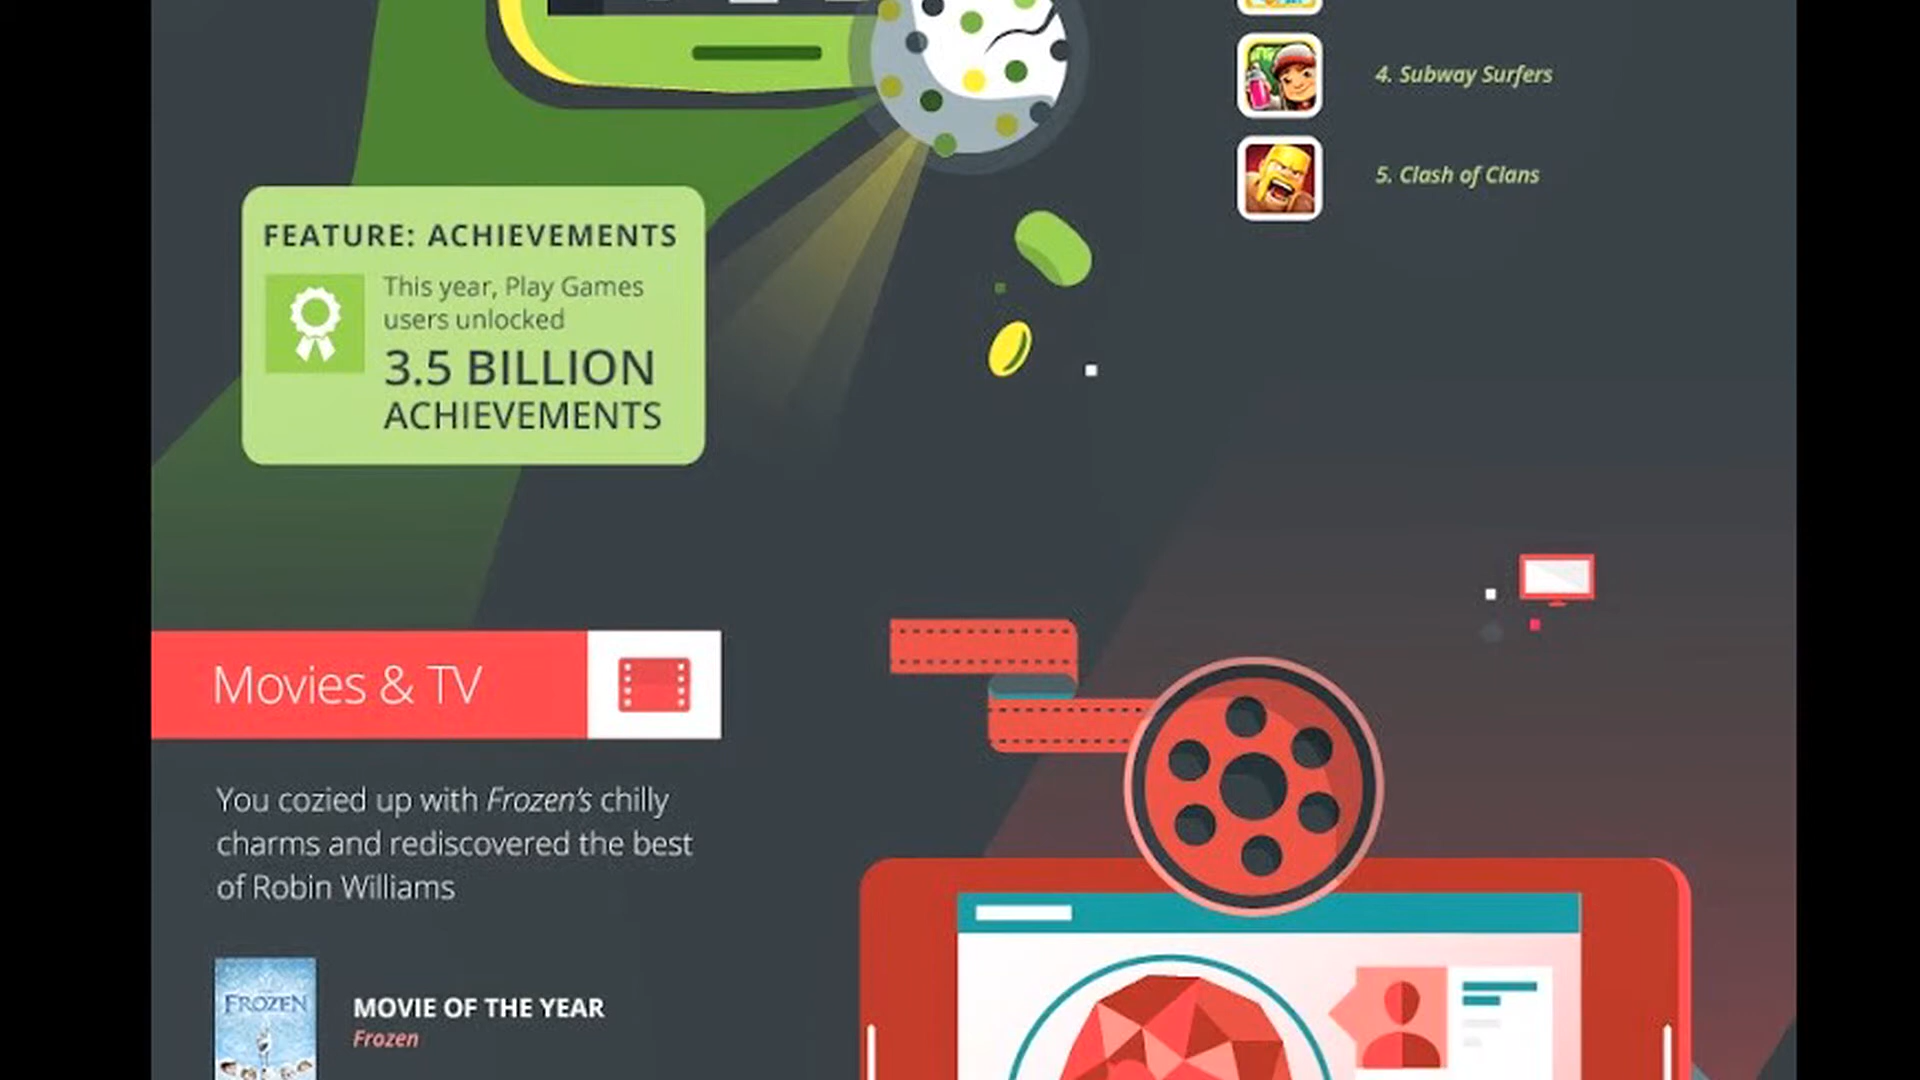 4. Subway Surfers
5. Clash of Clans
FEATURE: ACHIEVEMENTS
This year, Play Games
users unlocked
3.5 BILLION
ACHIEVEMENTS
Movies & TV
You cozied up with Frozen's chilly
charms and rediscovered the best
of Robin Williams
FROZEN
MOVIE OF THE YEAR
Frozen